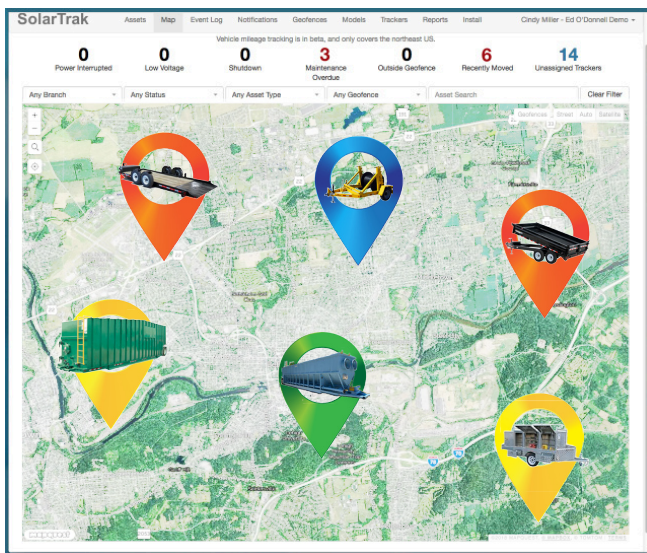 SolarTrak
Assets Map Event Log Notifications Geofences Models Trackers Reports Install Cindy Miller - Ed O'Donnell Demo
Vehicle mileage tracking is in beta, and only covers the northeast US.
0 0 0 3 0 6 14
Power Interrupted Low Voltage Shutdown Maintenance Overdue Outside Geofence Recently Moved Unassigned Trackers
Any Branch Any Status Any Asset Type Any Geofence Asset Search Clear Filter
+
−
Geofences Street Auto Satellite
76
mapbox